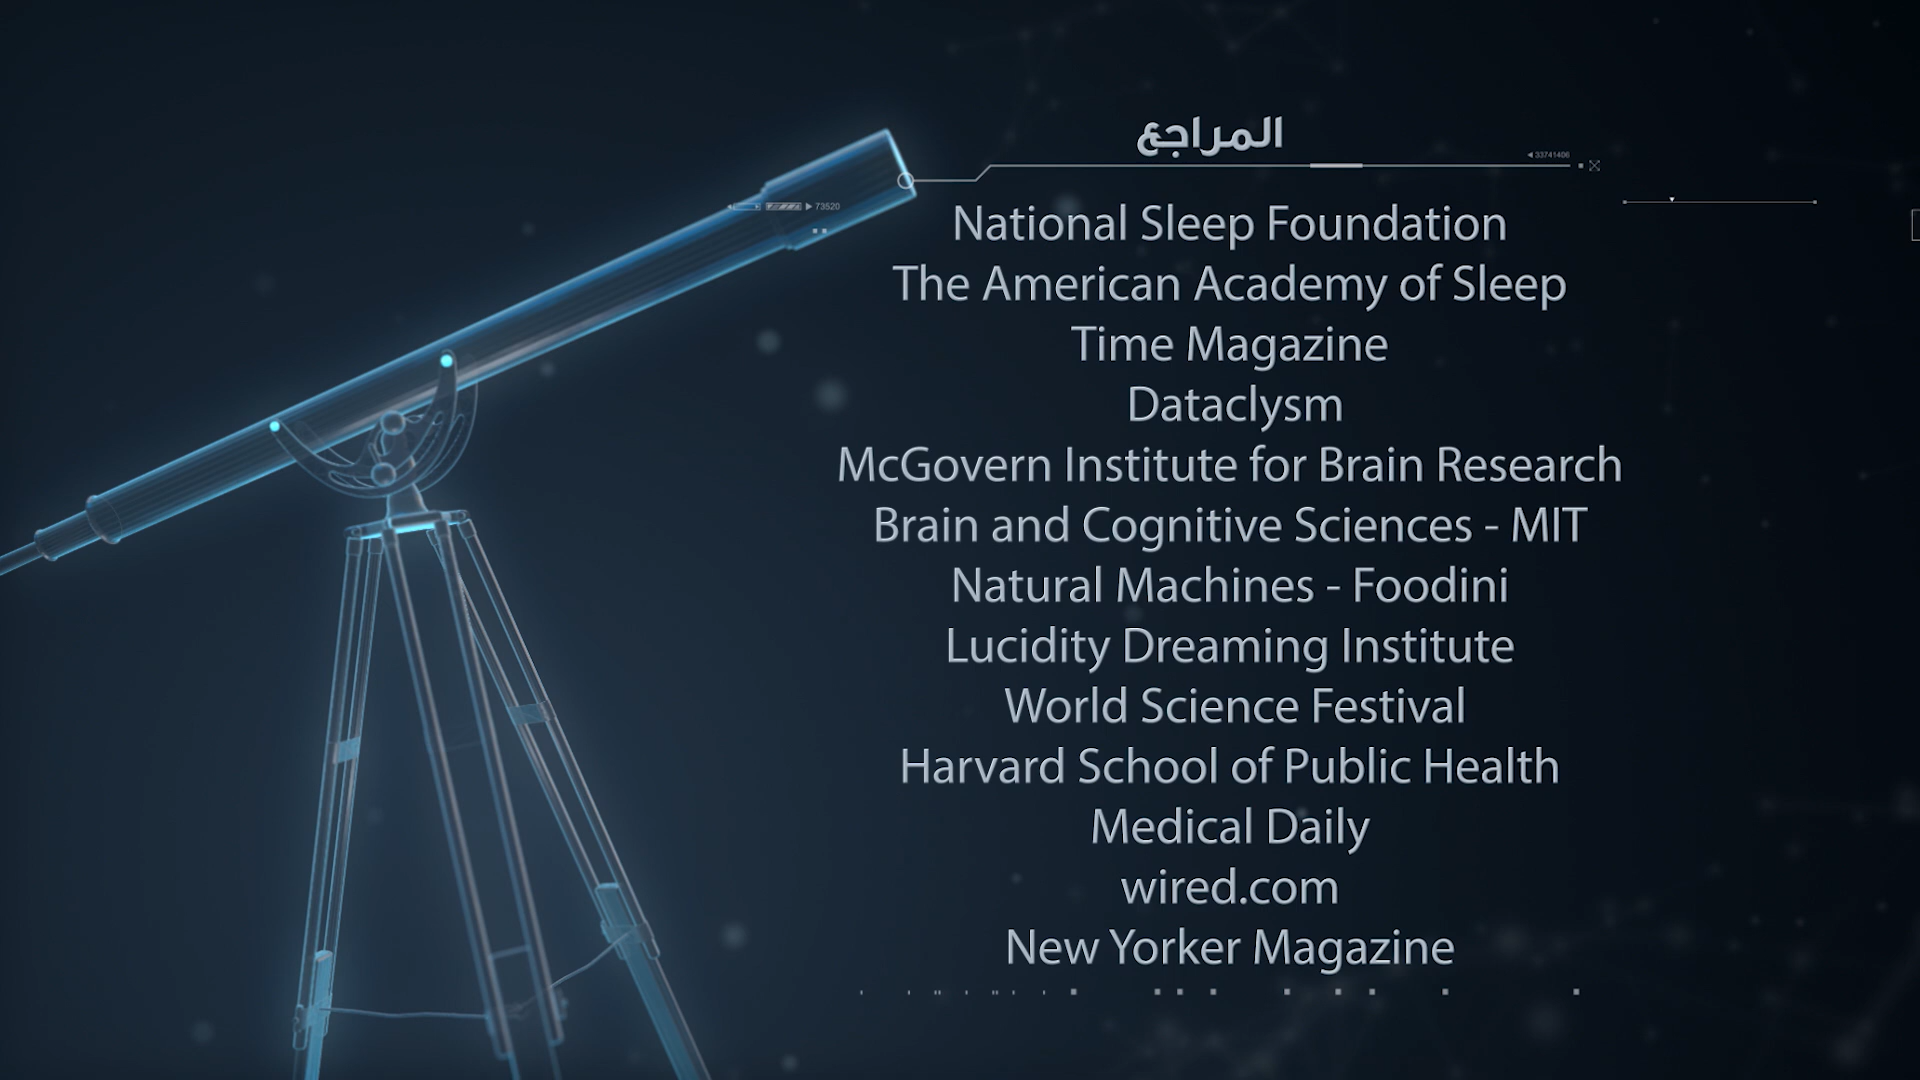 المراجع
33741406
73520
National Sleep Foundation
The American Academy of Sleep
Time Magazine
Dataclysm
McGovern Institute for Brain Research
Brain and Cognitive Sciences - MIT
Natural Machines - Foodini
Lucidity Dreaming Institute
World Science Festival
Harvard School of Public Health
Medical Daily
wired.com
New Yorker Magazine